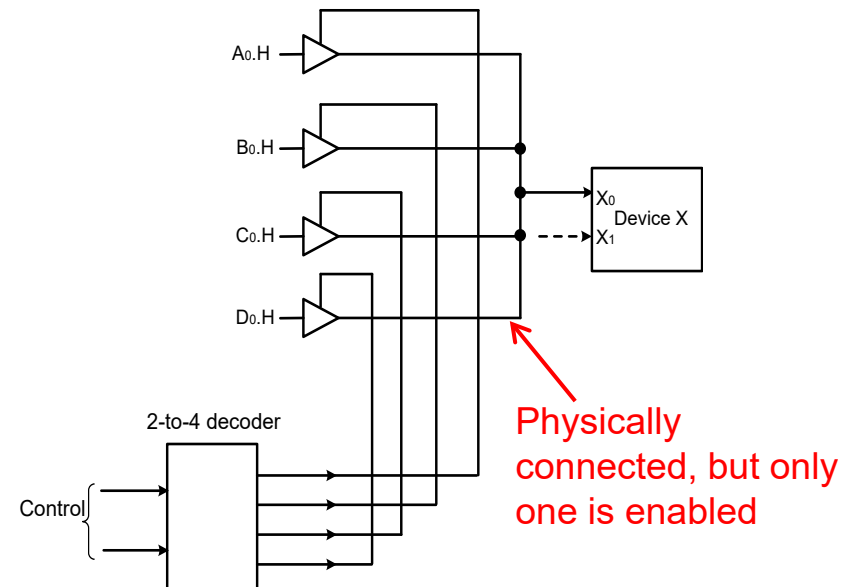 A0.H
B0.H
C0.H
D0.H
X0
Device X
X1
2-to-4 decoder
Control
Physically
connected, but only
one is enabled